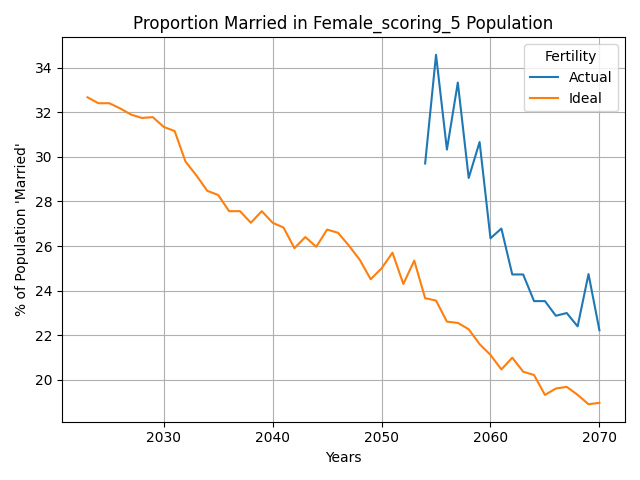 Proportion Married in Female_scoring_5 Population
Fertility
Actual
Ideal
% of Population 'Married'
34
32
30
28
26
24
22
20
2030
2040
2050
2060
2070
Years